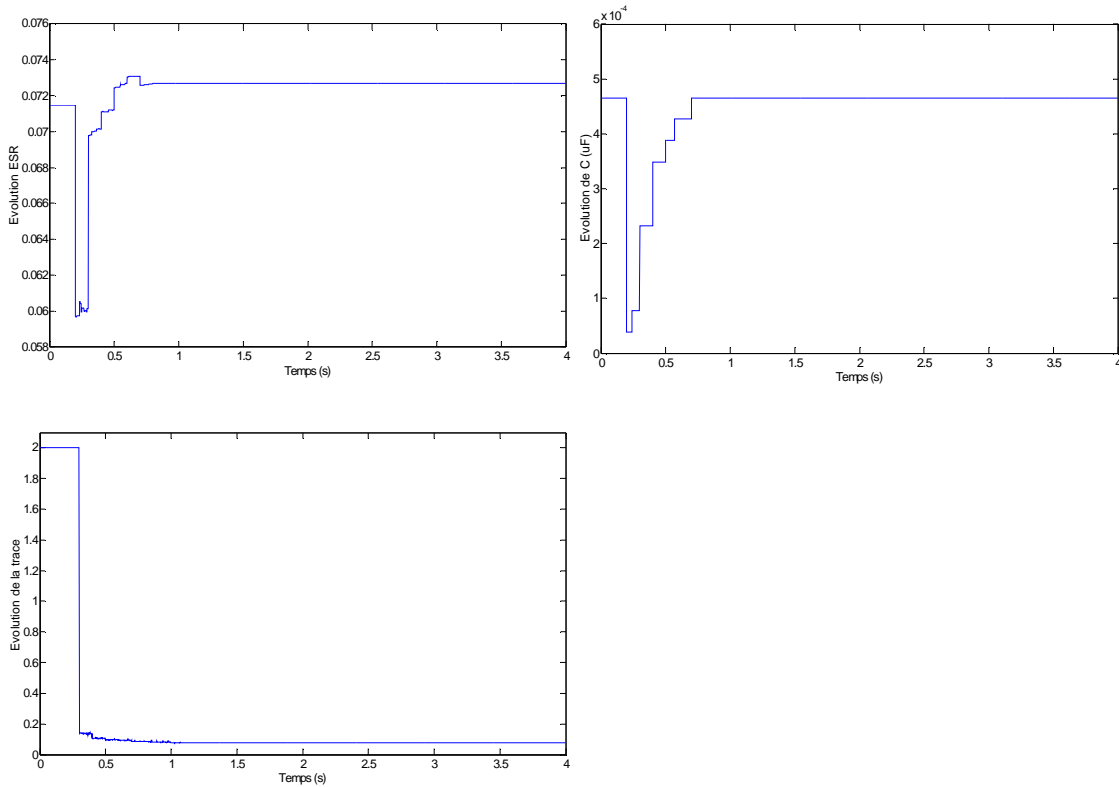 0.076
0.074
0.072
0.07
0.068
0.066
0.064
0.062
0.06
0.058
0 0.5 1 1.5 2 2.5 3 3.5 4
Evolution ESR
Temps (s)
x 10-4
6
5
4
3
2
1
0
0 0.5 1 1.5 2 2.5 3 3.5 4
Evolution de C (uF)
Temps (s)
2
1.8
1.6
1.4
1.2
1
0.8
0.6
0.4
0.2
0
0 0.5 1 1.5 2 2.5 3 3.5 4
Evolution de la trace
Temps (s)